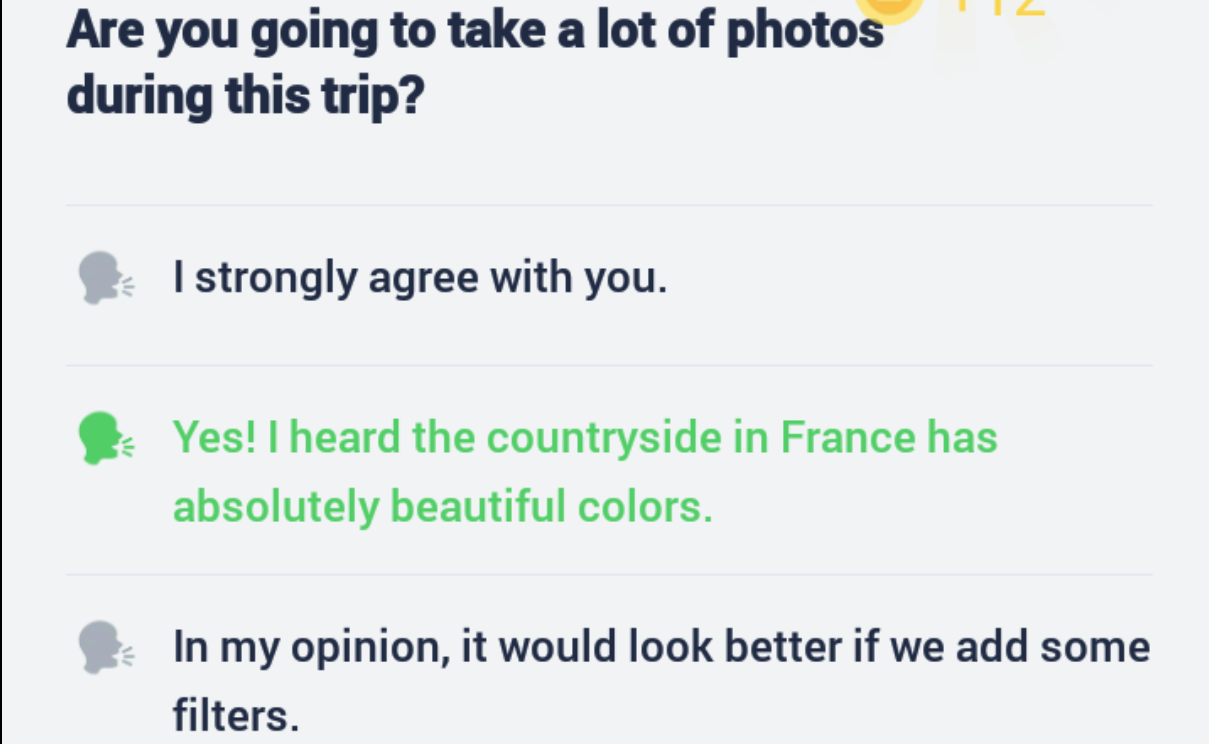 Are you going to take a lot of photos
during this trip?
I strongly agree with you.
Yes! I heard the countryside in France has
absolutely beautiful colors.
In my opinion, it would look better if we add some
filters.